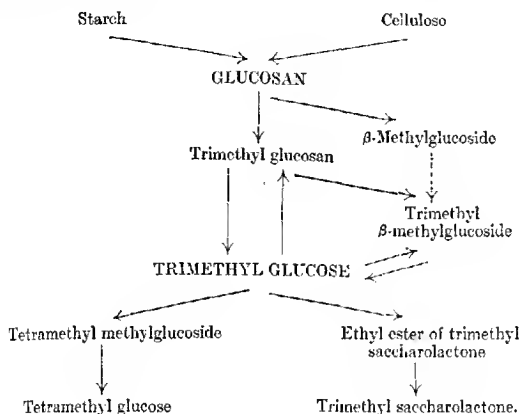 Starch Celluloso
GLUCOSAN
β-Methylglucoside
Trimethyl glucosan
Trimethyl
β-methylglucoside
TRIMETHYL GLUCOSE
Tetramethyl methylglucoside Ethyl ester of trimethyl
saccharolactone
Tetramethyl glucose Trimethyl saccharolactone.